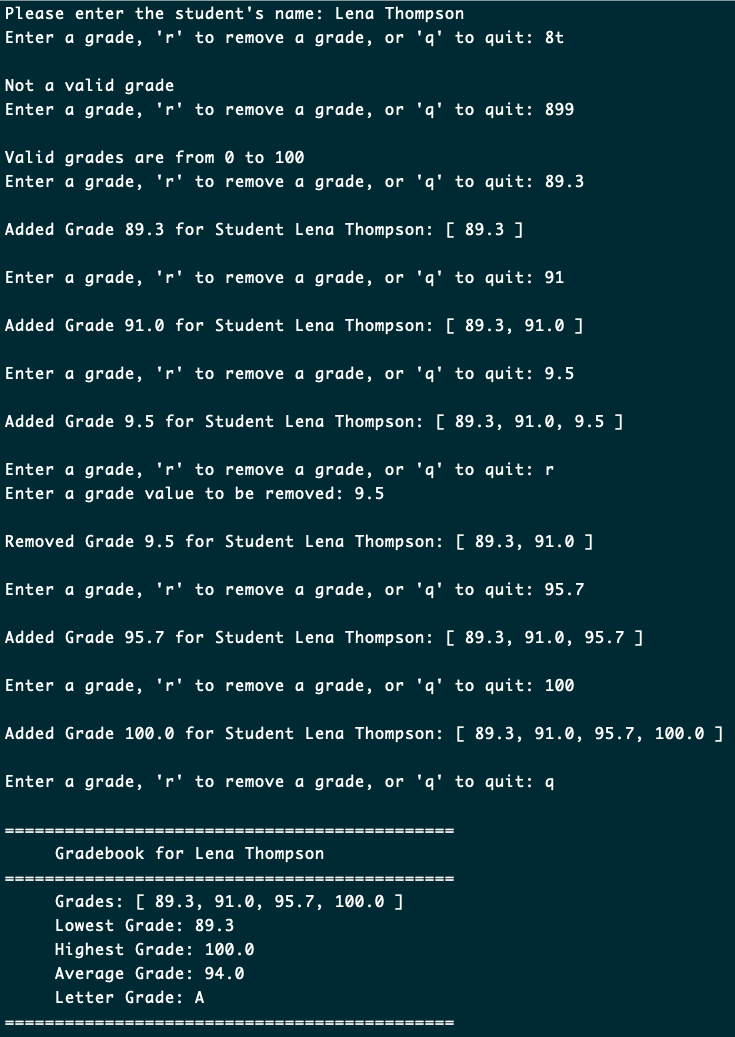 Please enter the student's name: Lena Thompson
Enter a grade, 'r' to remove a grade, or 'q' to quit: 8t
Not a valid grade
Enter a grade, 'r' to remove a grade, or 'q' to quit: 899
Valid grades are from 0 to 100
Enter a grade, 'r' to remove a grade, or 'q' to quit: 89.3
Added Grade 89.3 for Student Lena Thompson: [ 89.3 ]
Enter a grade, 'r' to remove a grade, or 'q' to quit: 91
Added Grade 91.0 for Student Lena Thompson: [ 89.3, 91.0 ]
Enter a grade, 'r' to remove a grade, or 'q' to quit: 9.5
Added Grade 9.5 for Student Lena Thompson: [ 89.3, 91.0, 9.5 ]
Enter a grade, 'r' to remove a grade, or 'q' to quit: r
Enter a grade value to be removed: 9.5
Removed Grade 9.5 for Student Lena Thompson: [ 89.3, 91.0 ]
Enter a grade, 'r' to remove a grade, or 'q' to quit: 95.7
Added Grade 95.7 for Student Lena Thompson: [ 89.3, 91.0, 95.7 ]
Enter a grade, 'r' to remove a grade, or 'q' to quit: 100
Added Grade 100.0 for Student Lena Thompson: [ 89.3, 91.0, 95.7, 100.0 ]
Enter a grade, 'r' to remove a grade, or 'q' to quit: q
=============================================
Gradebook for Lena Thompson
=============================================
Grades: [ 89.3, 91.0, 95.7, 100.0 ]
Lowest Grade: 89.3
Highest Grade: 100.0
Average Grade: 94.0
Letter Grade: A
=============================================